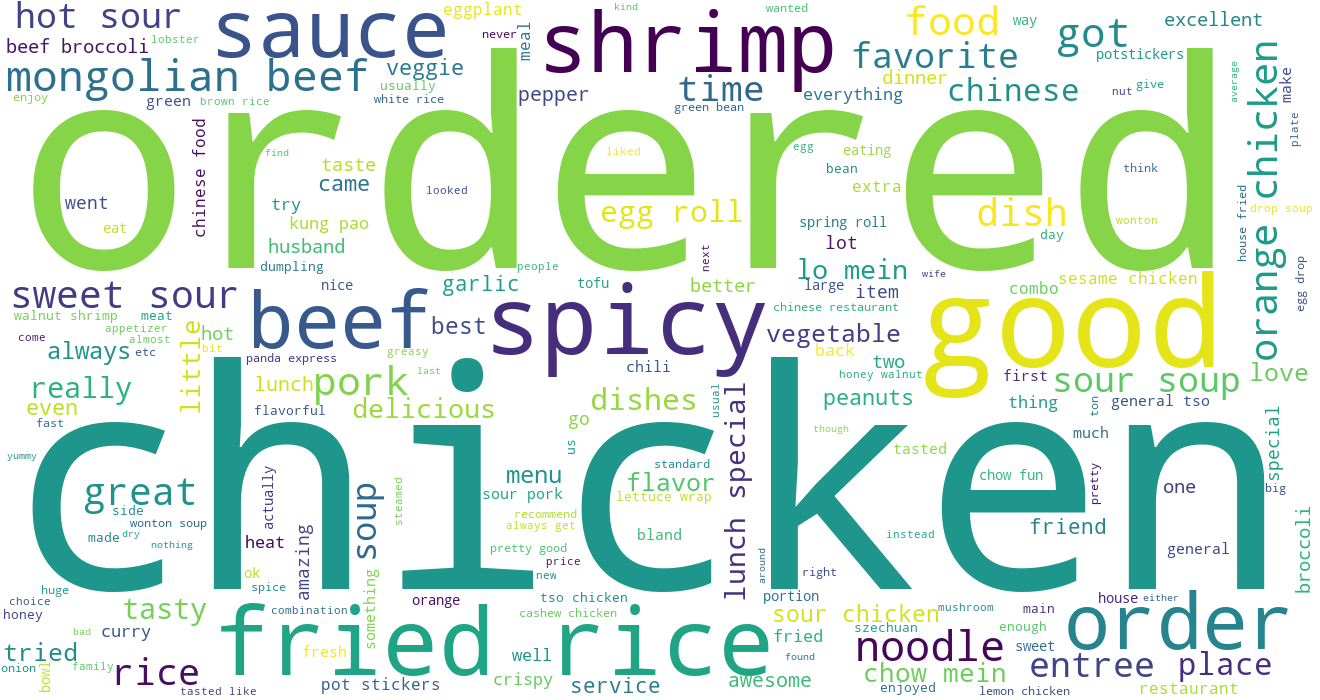 hot sour
sauce
eggplant
kind
wanted
food
way
excellent
beef broccoli
lobster
never
meal
shrimp
favorite
got
potstickers
mongolian beef
veggie
usually
pepper
time
dinner
everything
chinese
nut
give
average
make
enjoy
green
brown rice
white rice
green bean
plate
orange chicken
ordered
chinese food
find
taste
came
looked
liked
egg
eating
bean
think
went
try
extra
house fried
drop soup
eat
kung pao
egg roll
spring roll
dish
wonton
husband
lot
day
dumpling
people
next
lo mein
wife
sesame chicken
egg drop
nice
garlic
tofu
better
large
item
combo
sweet sour
beef
best
spicy
chinese restaurant
good
walnut shrimp
meat
appetizer
almost
come
hot
little
bit
vegetable
always
etc
panda express
greasy
chili
back
two
last
honey walnut
first
sour soup
love
really
lunch
pork
peanuts
even
flavorful
delicious
dishes
usual
thing
ton
general tso
fast
go
much
special
chicken
us
though
tasted
yummy
actually
standard
lunch special
chow fun
pretty
great
soup
steamed
menu
flavor
one
big
side
sour pork
lettuce wrap
wonton soup
recommend
always get
friend
made
dry
nothing
heat
amazing
bland
instead
broccoli
pretty good
general
price
ok
spice
new
around
right
huge
something
orange
tso chicken
portion
house
either
choice
honey
tasty
combination
cashew chicken
sour chicken
mushroom
main
order
fried rice
bad
curry
szechuan
enough
fried
noodle
sweet
tried
fresh
well
found
onion
family
bowl
rice
crispy
awesome
chow mein
entree
place
tasted like
pot stickers
service
enjoyed
lemon chicken
restaurant